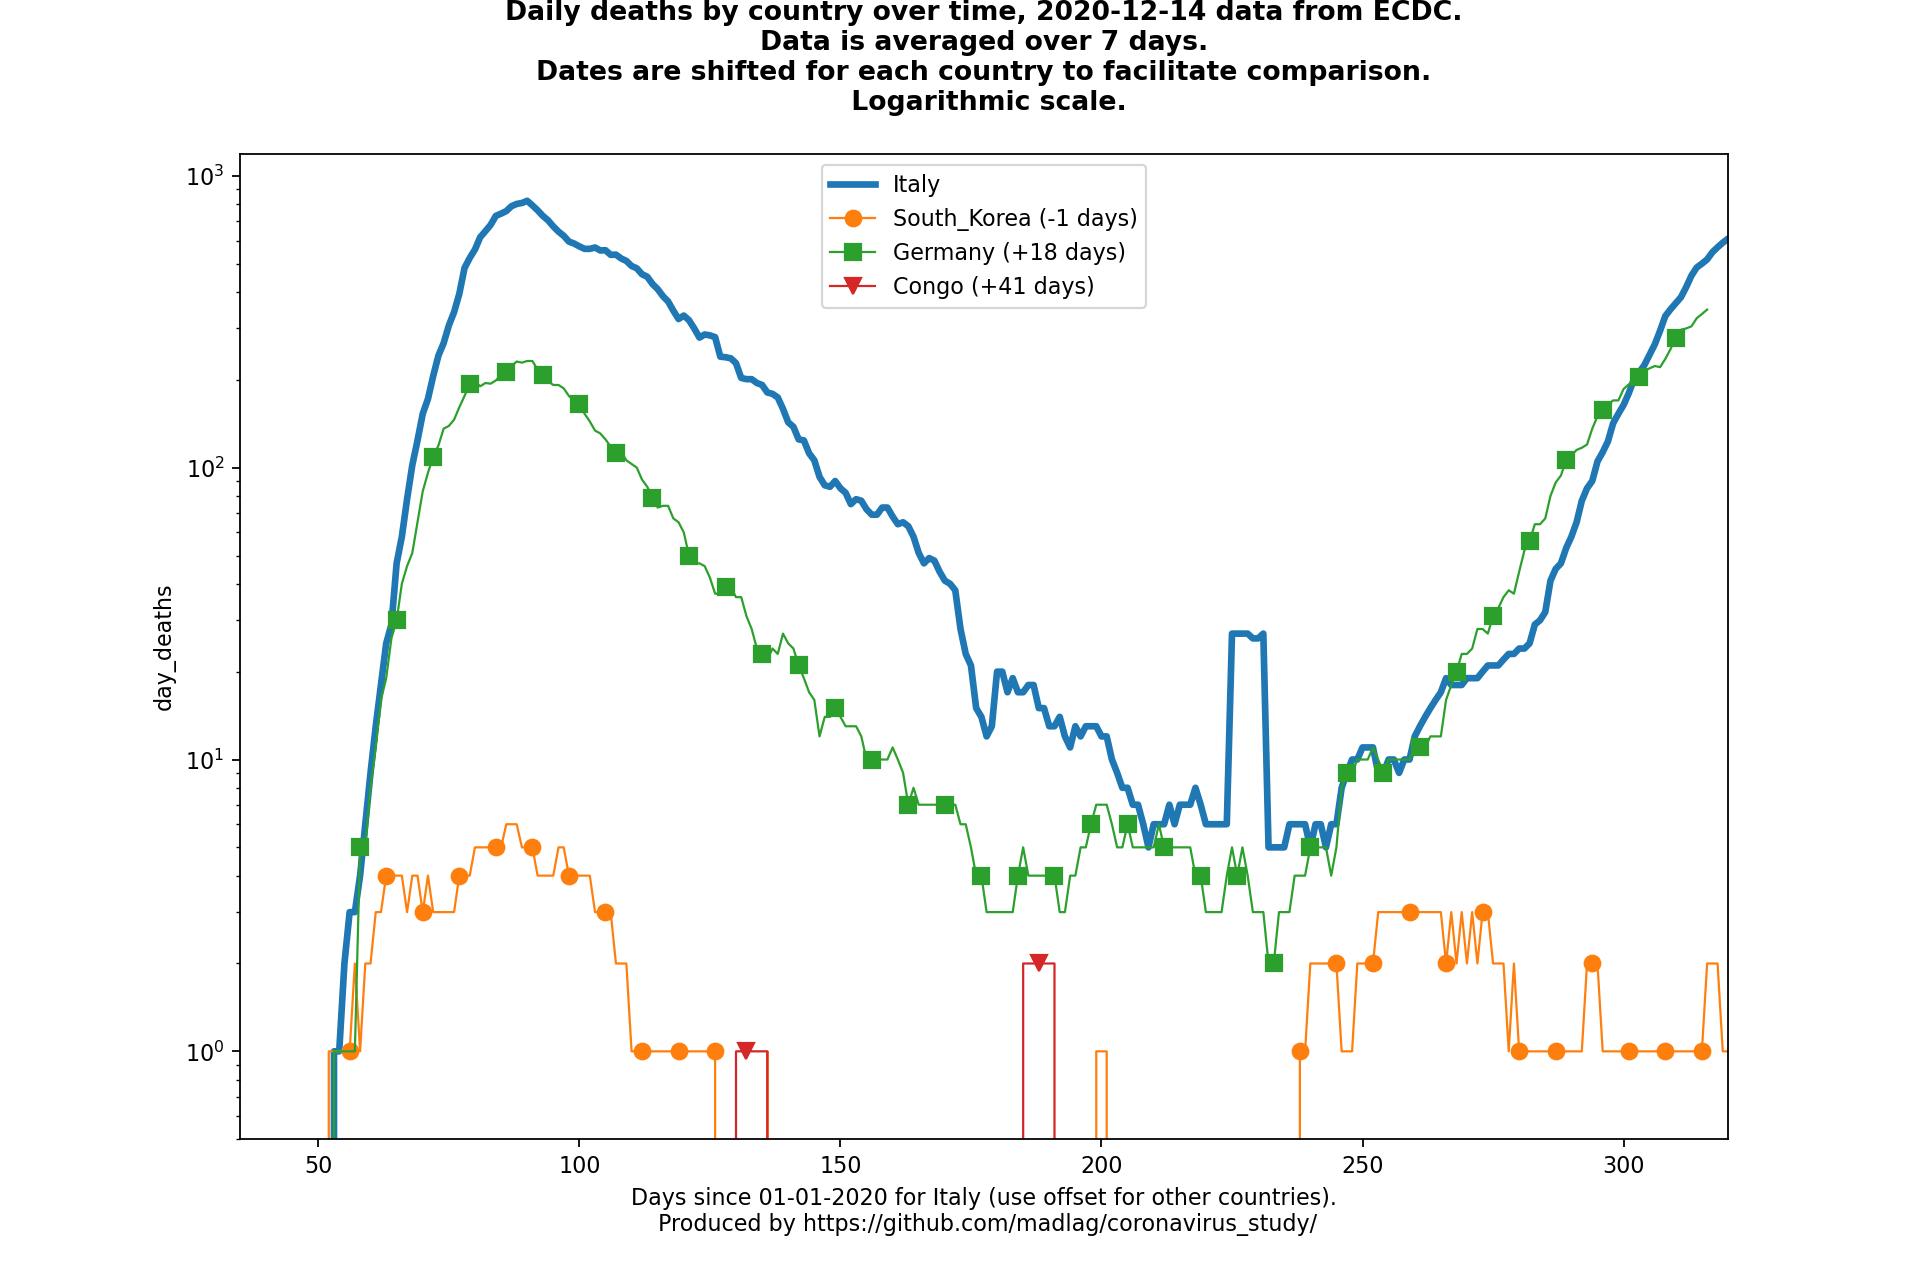 Daily deaths by country over time, 2020-12-14 data from ECDC.
Data is averaged over 7 days.
Dates are shifted for each country to facilitate comparison.
Logarithmic scale.
10³
10²
10¹
10⁰
day_deaths
Italy
South_Korea (-1 days)
Germany (+18 days)
Congo (+41 days)
50
100
150
200
250
300
Days since 01-01-2020 for Italy (use offset for other countries).
Produced by https://github.com/madlag/coronavirus_study/